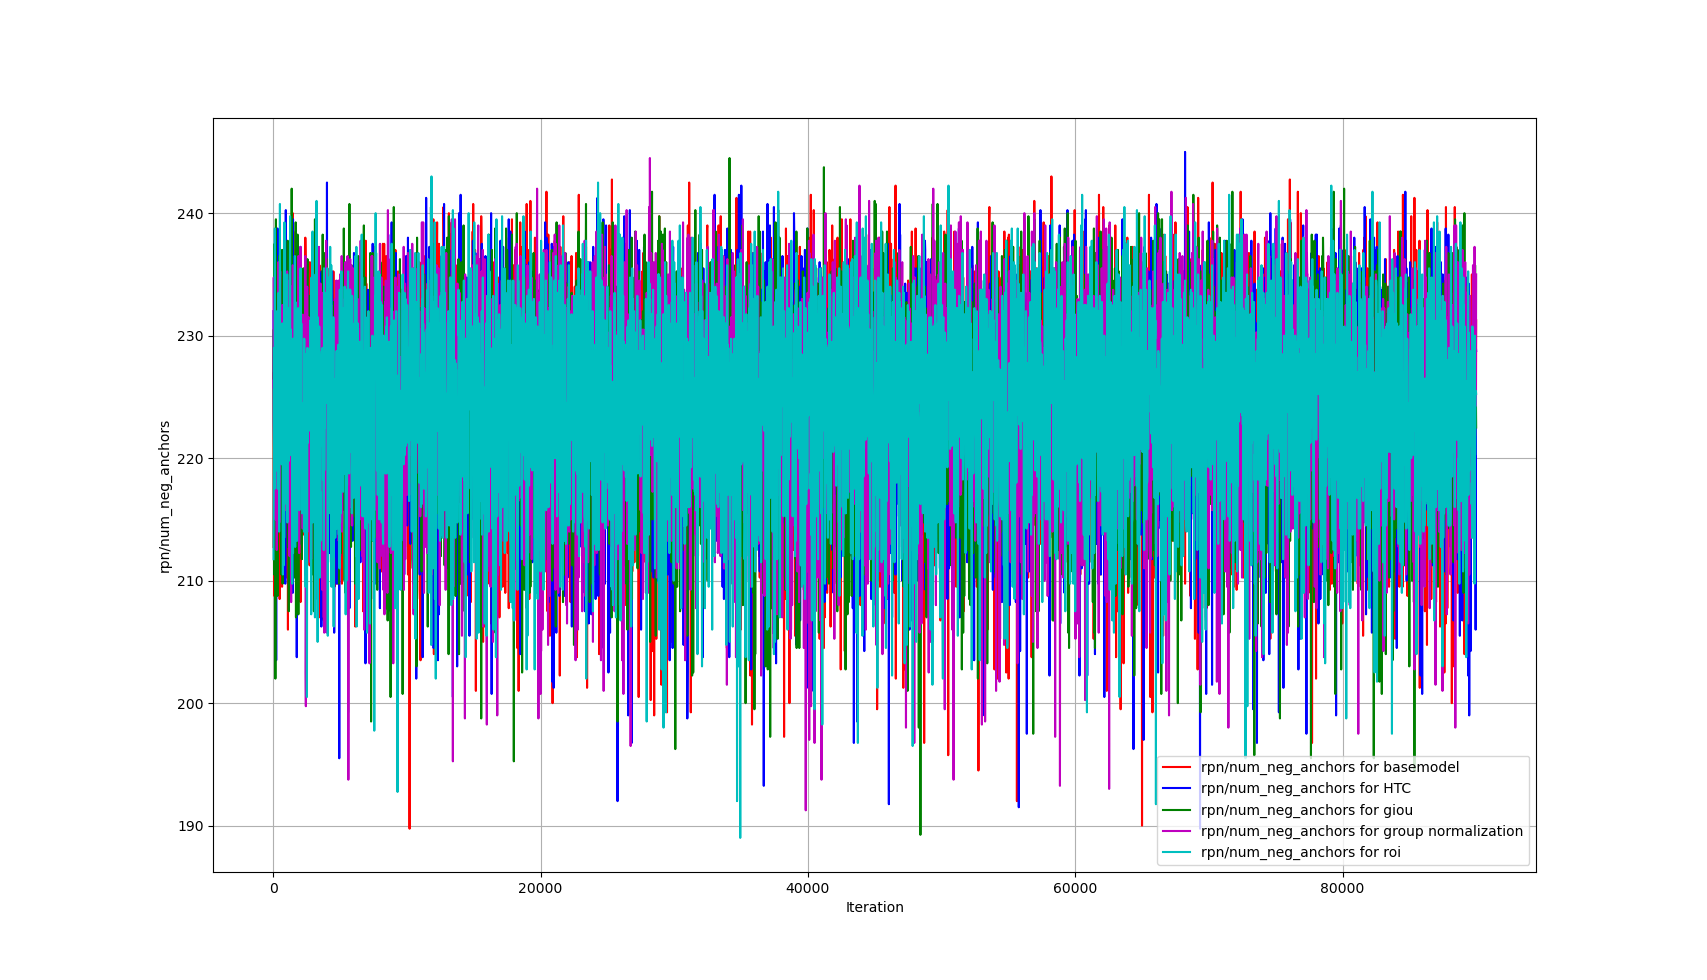 240
230
220
210
200
190
rpn/num_neg_anchors
0
20000
40000
60000
80000
Iteration
rpn/num_neg_anchors for basemodel
rpn/num_neg_anchors for HTC
rpn/num_neg_anchors for giou
rpn/num_neg_anchors for group normalization
rpn/num_neg_anchors for roi